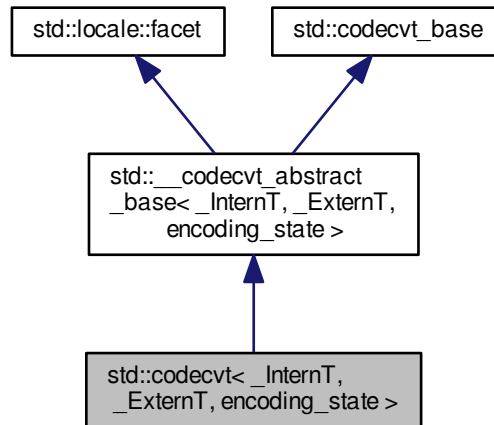 std::locale::facet
std::codecvt_base
std::__codecvt_abstract
_base< _InternT, _ExternT,
encoding_state >
std::codecvt< _InternT,
_ExternT, encoding_state >